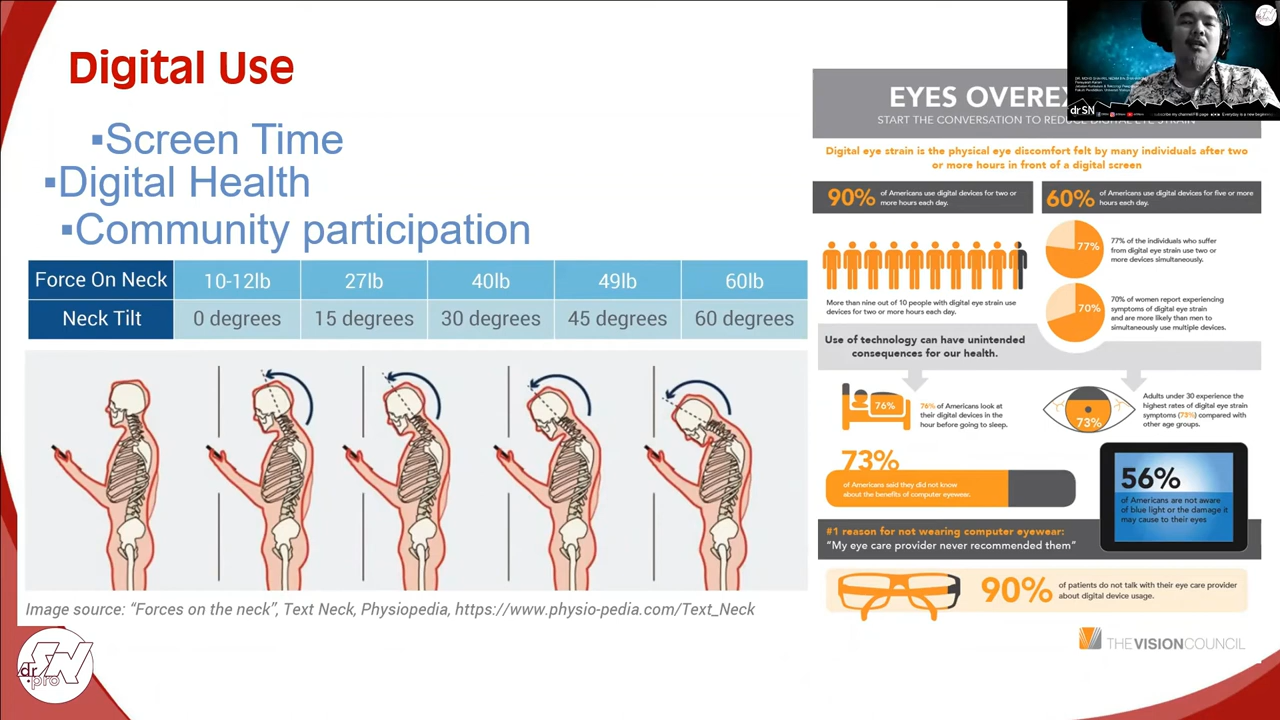 Digital Use
▪Screen Time
▪Digital Health
▪Community participation
Force On Neck 10-12lb 27lb 40lb 49lb 60lb
Neck Tilt 0 degrees 15 degrees 30 degrees 45 degrees 60 degrees
Image source: “Forces on the neck”, Text Neck, Physiopedia, https://www.physio-pedia.com/Text_Neck
dr
SN
.pro
EYES
START THE CONVERSATION TO REDUCE DIGITAL EYE STRAIN
Digital eye strain is the physical eye discomfort felt by many individuals after two
or more hours in front of a digital screen
90% of Americans use digital devices for two or
more hours each day.
60% of Americans use digital devices for five or more
hours each day.
More than nine out of 10 people with digital eye strain use
devices for two or more hours each day.
77%
77% of the individuals who suffer
from digital eye strain use two or
more devices simultaneously.
70%
70% of women report experiencing
symptoms of digital eye strain
and are more likely than men to
simultaneously use multiple devices.
Use of technology can have unintended
consequences for our health.
76%
76% of Americans look at
their digital devices in the
hour before going to sleep.
73%
Adults under 30 experience the
highest rates of digital eye strain
symptoms (73%) compared with
other age groups.
73%
of Americans said they did not know
about the benefits of computer eyewear.
56%
of Americans are not aware
of blue light or the damage it
may cause to their eyes
#1 reason for not wearing computer eyewear:
“My eye care provider never recommended them”
90% of patients do not talk with their eye care provider
about digital device usage.
THE VISION COUNCIL
dr SN